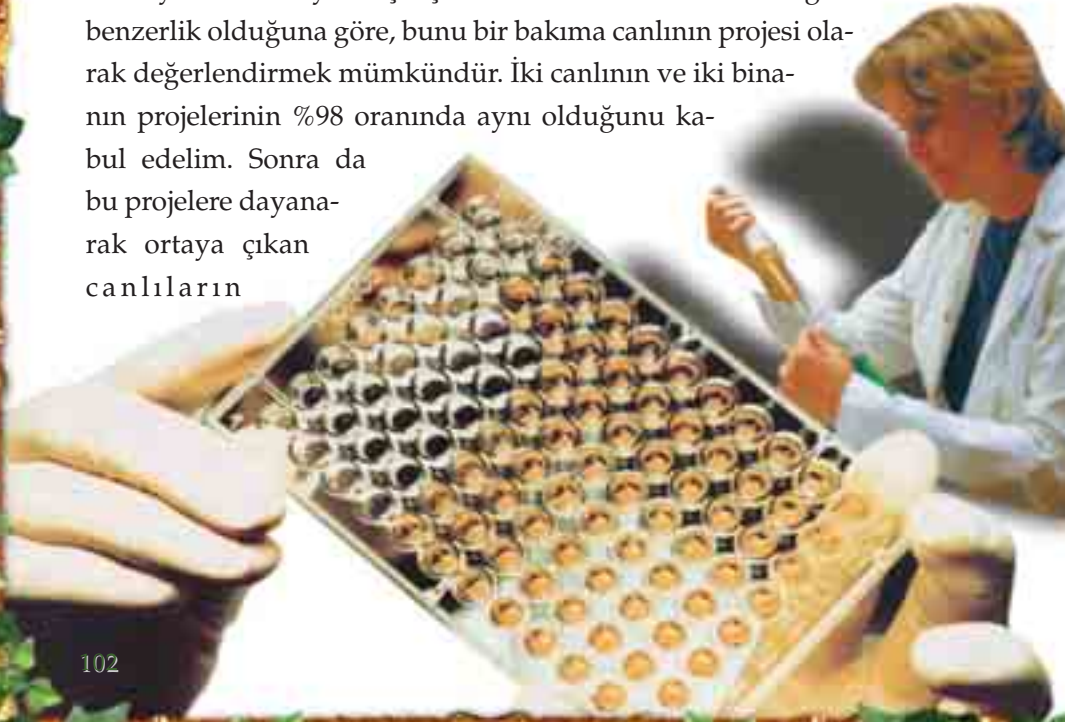 benzerlik olduğuna göre, bunu bir bakıma canlının projesi ola-
rak değerlendirmek mümkündür. İki canlının ve iki bina-
nın projelerinin %98 oranında aynı olduğunu ka-
bul edelim. Sonra da
bu projelere dayana-
rak ortaya çıkan
canlıların
102